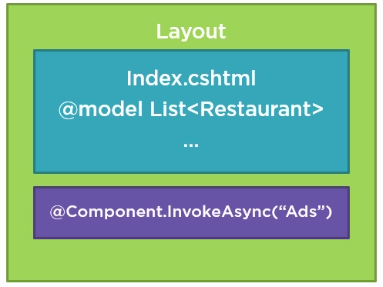 Layout
Index.cshtml
@model List<Restaurant>
...
@Component.InvokeAsync(“Ads”)